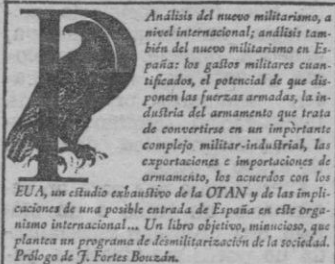 Análisis del nuevo militarismo, a
nivel internacional; análisis tam-
bién del nuevo militarismo en Es-
paña: los gastos militares cuan-
tificados, el potencial de que dis-
ponen las fuerzas armadas, la in-
dustria del armamento que trata
de convertirse en un importante
complejo militar-industrial, las
exportaciones e importaciones de
armamento, los acuerdos con los
EUA, un estudio exhaustivo de la OTAN y de las impli-
caciones de una posible entrada de España en este orga-
nismo internacional... Un libro objetivo, minucioso, que
plantea un programa de desmilitarización de la sociedad.
Prólogo de J. Fortes Bouzán.